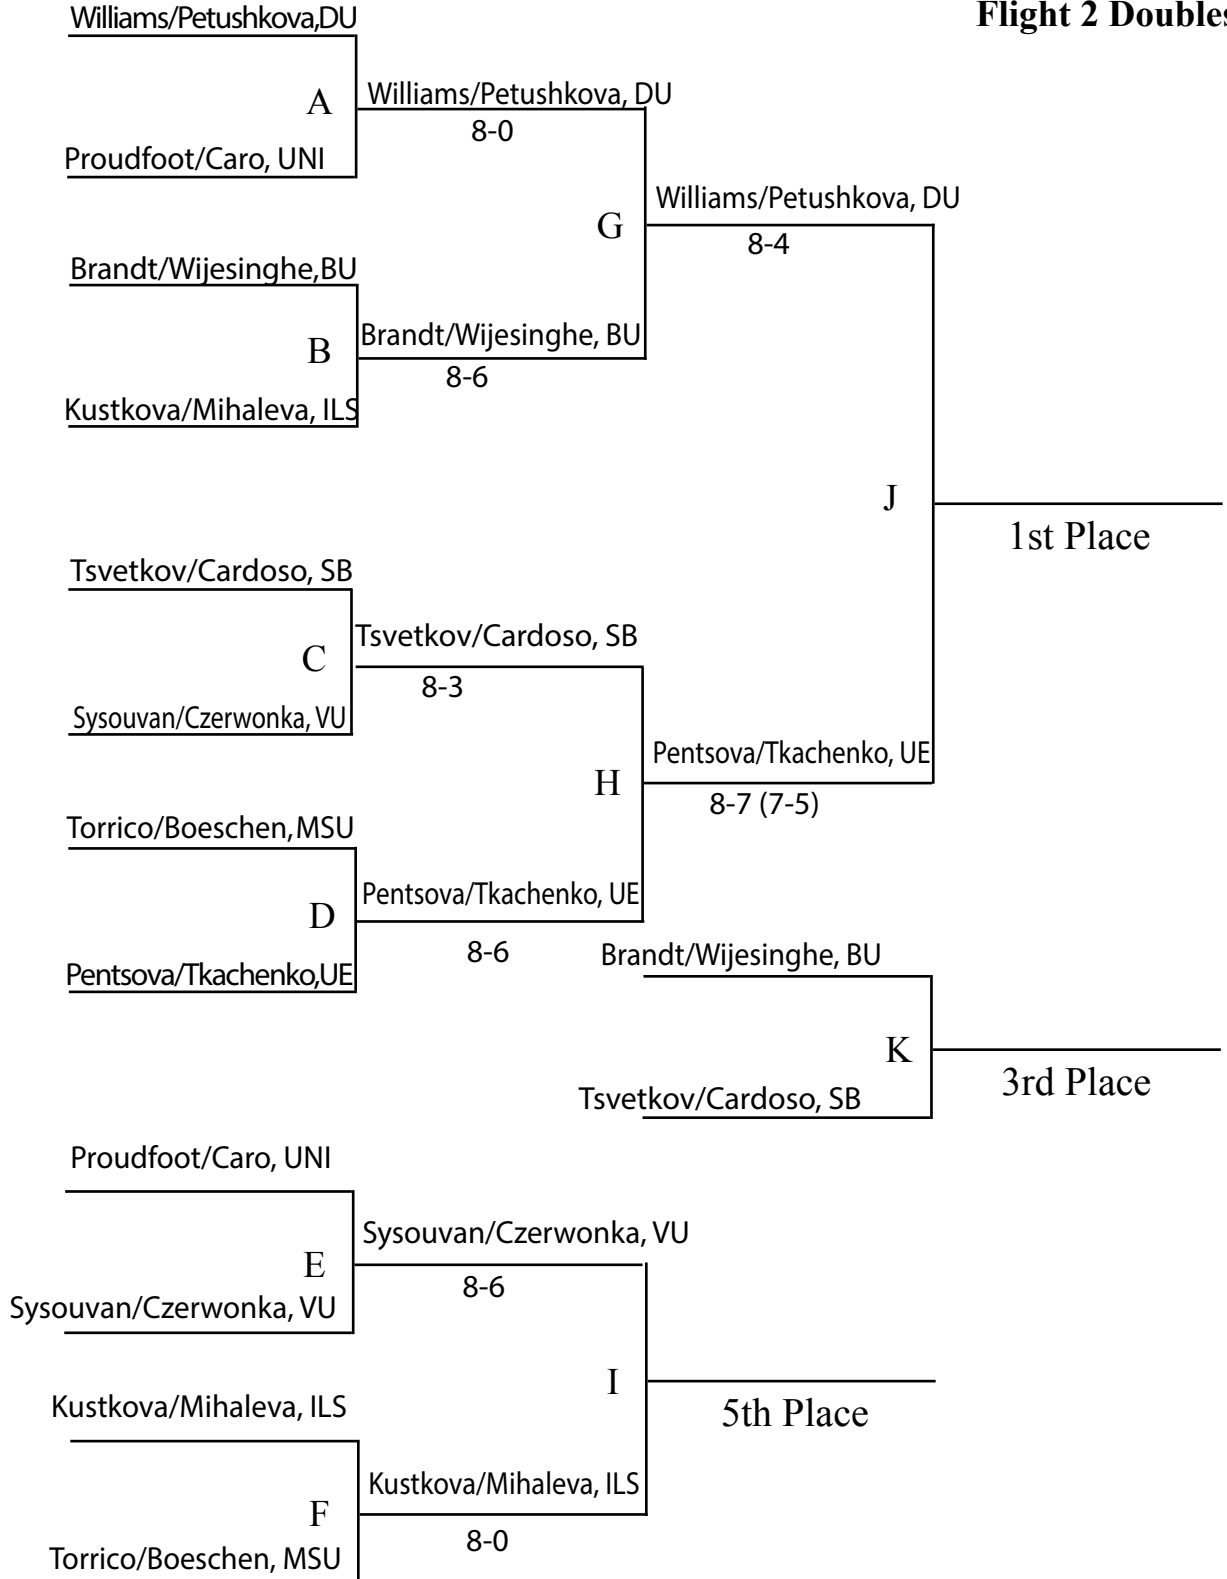 Flight 2 Doubles
Williams/Petushkova,DU
A
Williams/Petushkova, DU
8-0
Proudfoot/Caro, UNI
Williams/Petushkova, DU
G
8-4
Brandt/Wijesinghe,BU
B
Brandt/Wijesinghe, BU
8-6
Kustkova/Mihaleva, ILS
J
1st Place
Tsvetkov/Cardoso, SB
C
Tsvetkov/Cardoso, SB
8-3
Sysouvan/Czerwonka, VU
Pentsova/Tkachenko, UE
H
8-7 (7-5)
Torrico/Boeschen,MSU
D
Pentsova/Tkachenko, UE
8-6
Pentsova/Tkachenko,UE
Brandt/Wijesinghe, BU
K
3rd Place
Tsvetkov/Cardoso, SB
Proudfoot/Caro, UNI
E
Sysouvan/Czerwonka, VU
8-6
Sysouvan/Czerwonka, VU
I
5th Place
Kustkova/Mihaleva, ILS
F
Kustkova/Mihaleva, ILS
8-0
Torrico/Boeschen, MSU